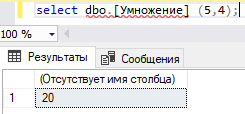 select dbo.[Умножение] (5,4);
100 %
Результаты Сообщения
(Отсутствует имя столбца)
1 20